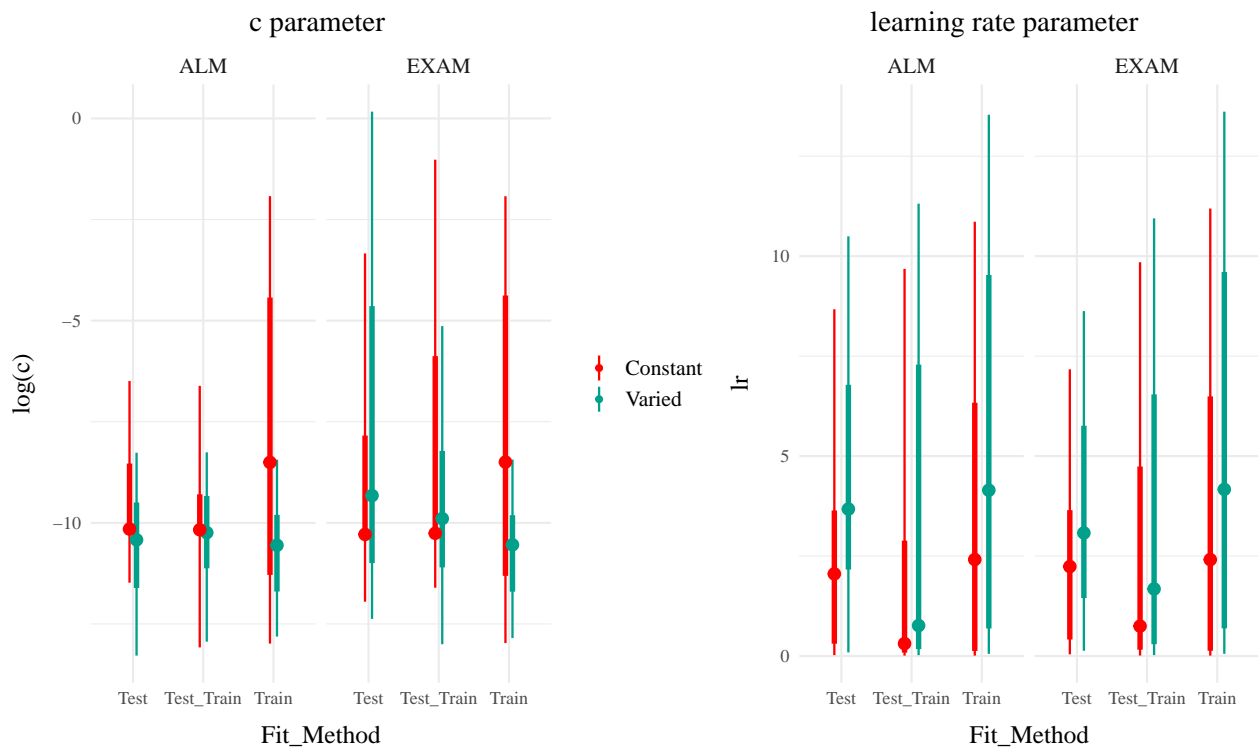 c parameter
ALM EXAM
0
−5
−10
log(c)
Test Test_Train Train Test Test_Train Train
Fit_Method
Constant
Varied
learning rate parameter
ALM EXAM
10
5
0
lr
Test Test_Train Train Test Test_Train Train
Fit_Method